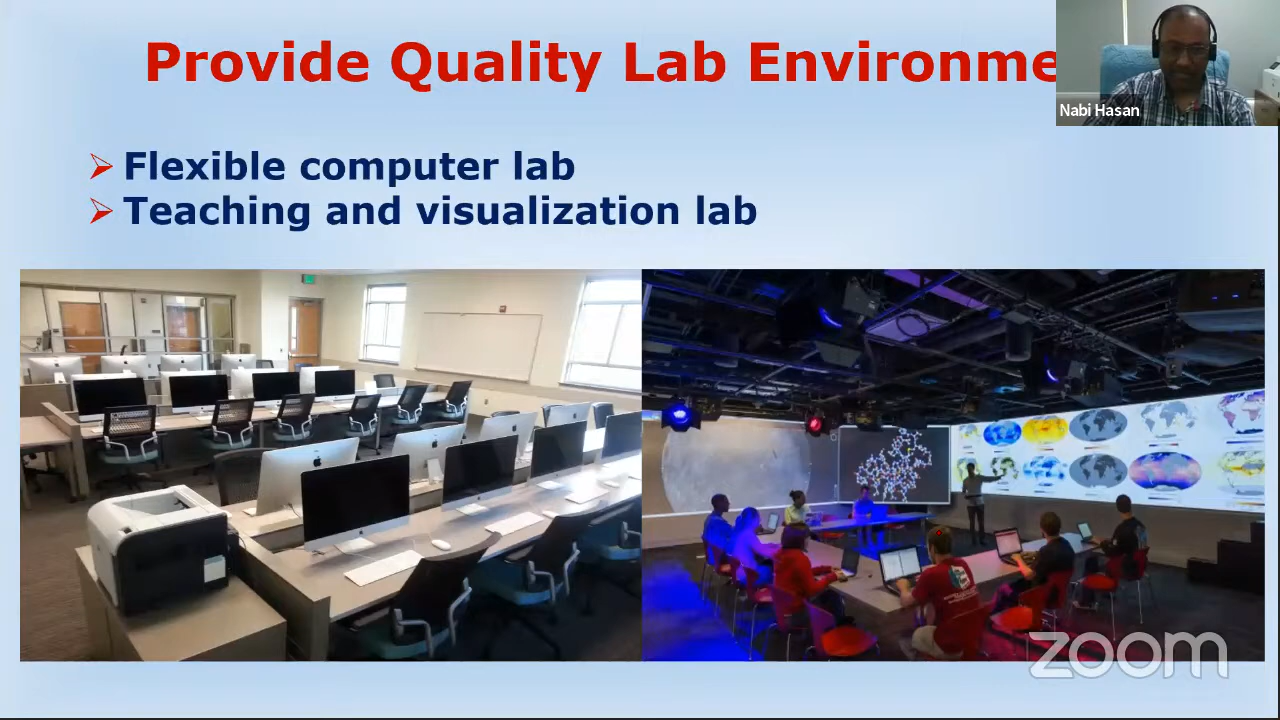 Provide Quality Lab Environme
Nabi Hasan
Flexible computer lab
Teaching and visualization lab
zoom